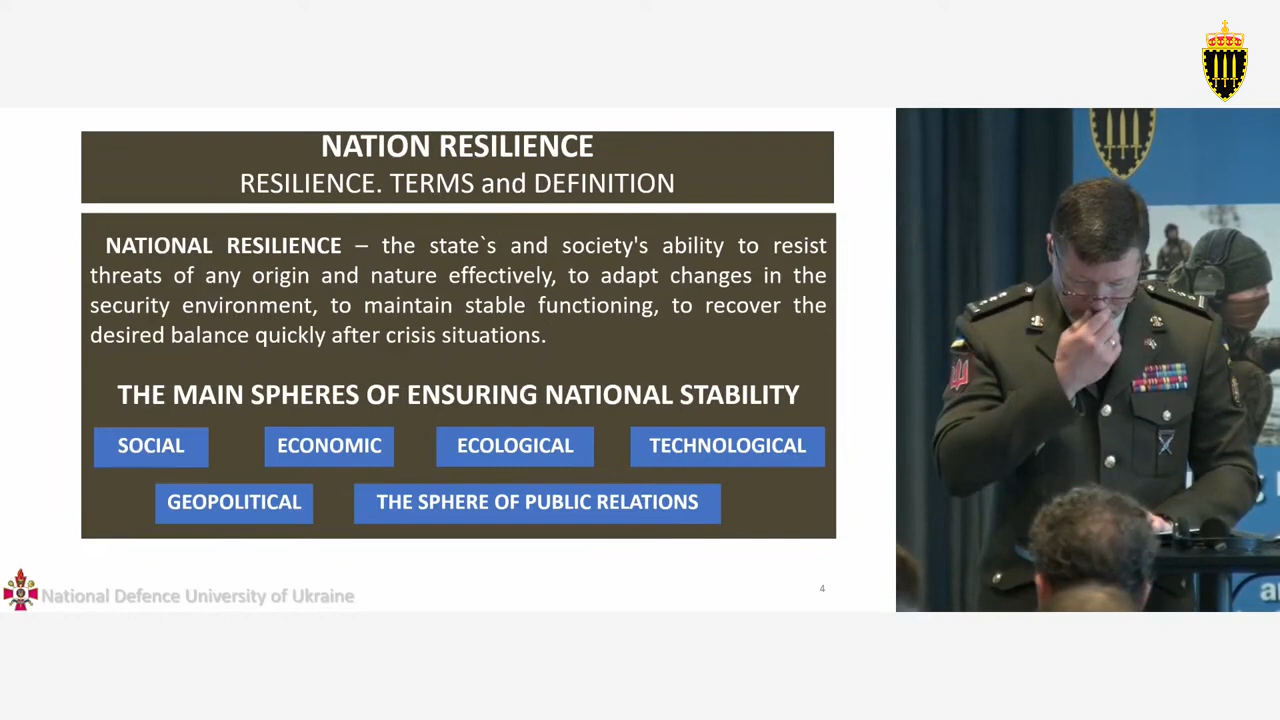 NATION RESILIENCE
RESILIENCE. TERMS and DEFINITION
NATIONAL RESILIENCE – the state`s and society's ability to resist
threats of any origin and nature effectively, to adapt changes in the
security environment, to maintain stable functioning, to recover the
desired balance quickly after crisis situations.
THE MAIN SPHERES OF ENSURING NATIONAL STABILITY
SOCIAL
ECONOMIC
ECOLOGICAL
TECHNOLOGICAL
GEOPOLITICAL
THE SPHERE OF PUBLIC RELATIONS
National Defence University of Ukraine
4